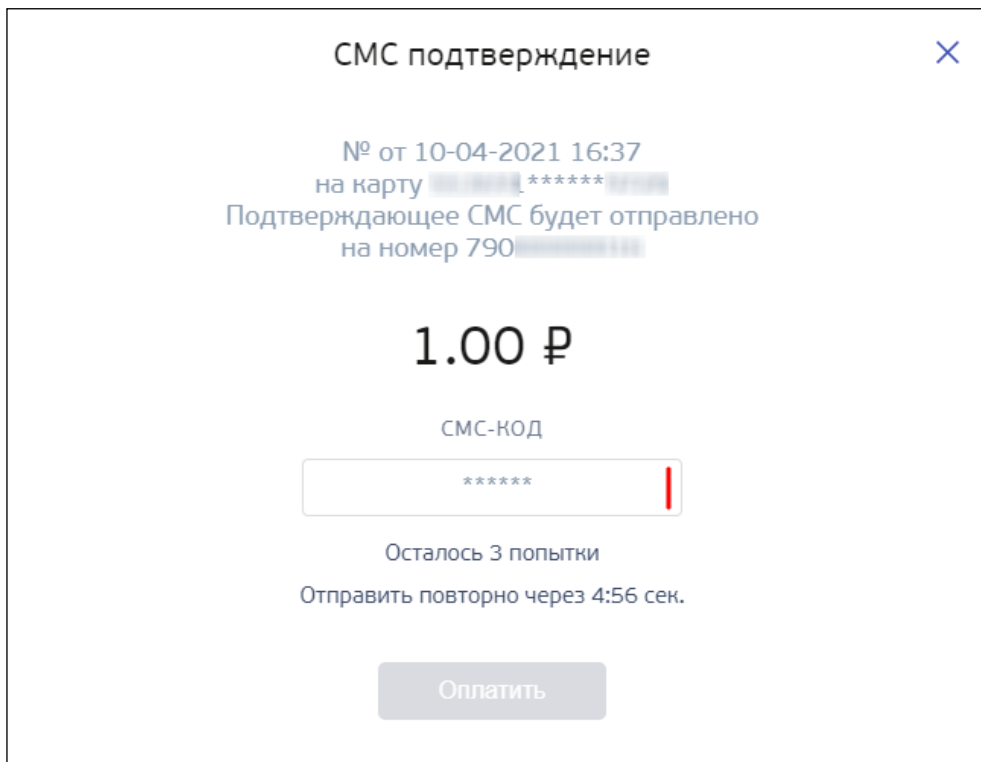 СМС подтверждение
№ от 10-04-2021 16:37
на карту ******
Подтверждающее СМС будет отправлено
на номер 790
1.00 ₽
СМС-КОД
******
Осталось 3 попытки
Отправить повторно через 4:56 сек.
Оплатить